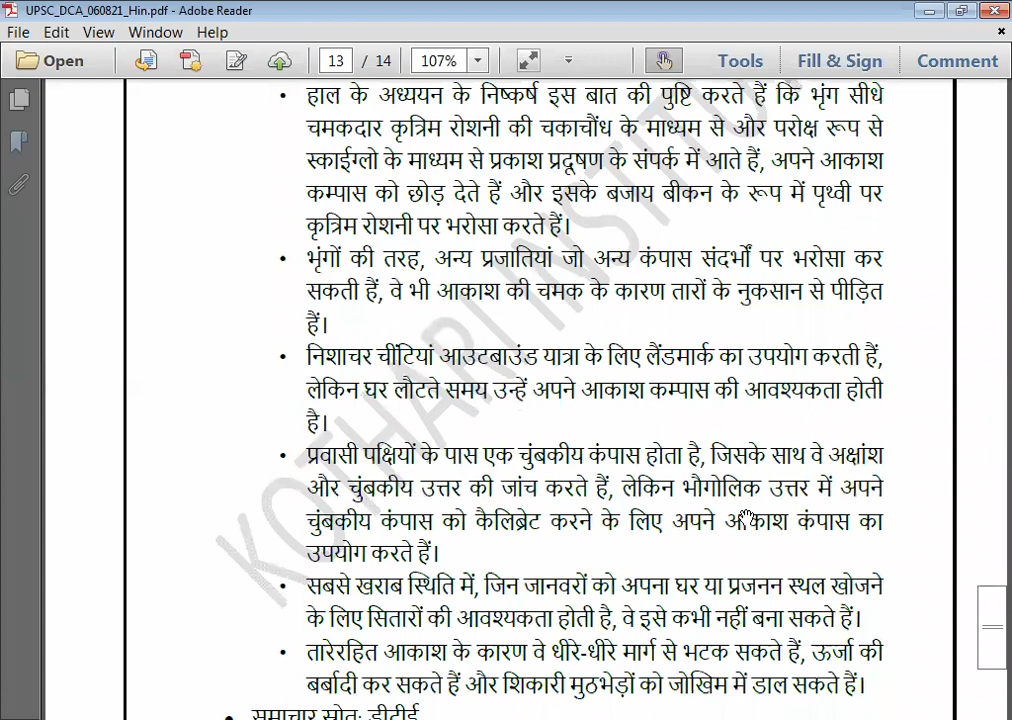 UPSC_DCA_060821_Hin.pdf - Adobe Reader
File Edit View Window Help
Open 13 / 14 107% Tools Fill & Sign Comment
• हाल के अध्ययन के निष्कर्ष इस बात की पुष्टि करते हैं कि भृंग सीधे
चमकदार कृत्रिम रोशनी की चकाचौंध के माध्यम से और परोक्ष रूप से
स्काईग्लो के माध्यम से प्रकाश प्रदूषण के संपर्क में आते हैं, अपने आकाश
कम्पास को छोड़ देते हैं और इसके बजाय बीकन के रूप में पृथ्वी पर
कृत्रिम रोशनी पर भरोसा करते हैं।
• भृंगों की तरह, अन्य प्रजातियां जो अन्य कंपास संदर्भों पर भरोसा कर
सकती हैं, वे भी आकाश की चमक के कारण तारों के नुकसान से पीड़ित
हैं।
• निशाचर चींटियां आउटबाउंड यात्रा के लिए लैंडमार्क का उपयोग करती हैं,
लेकिन घर लौटते समय उन्हें अपने आकाश कम्पास की आवश्यकता होती
है।
• प्रवासी पक्षियों के पास एक चुंबकीय कंपास होता है, जिसके साथ वे अक्षांश
और चुंबकीय उत्तर की जांच करते हैं, लेकिन भौगोलिक उत्तर में अपने
चुंबकीय कंपास को कैलिब्रेट करने के लिए अपने आकाश कंपास का
उपयोग करते हैं।
• सबसे खराब स्थिति में, जिन जानवरों को अपना घर या प्रजनन स्थल खोजने
के लिए सितारों की आवश्यकता होती है, वे इसे कभी नहीं बना सकते हैं।
• तारेरहित आकाश के कारण वे धीरे-धीरे मार्ग से भटक सकते हैं, ऊर्जा की
बर्बादी कर सकते हैं और शिकारी मुठभेड़ों को जोखिम में डाल सकते हैं।
• समाचार स्रोत: डीटीई
KOTHARI INSTITU